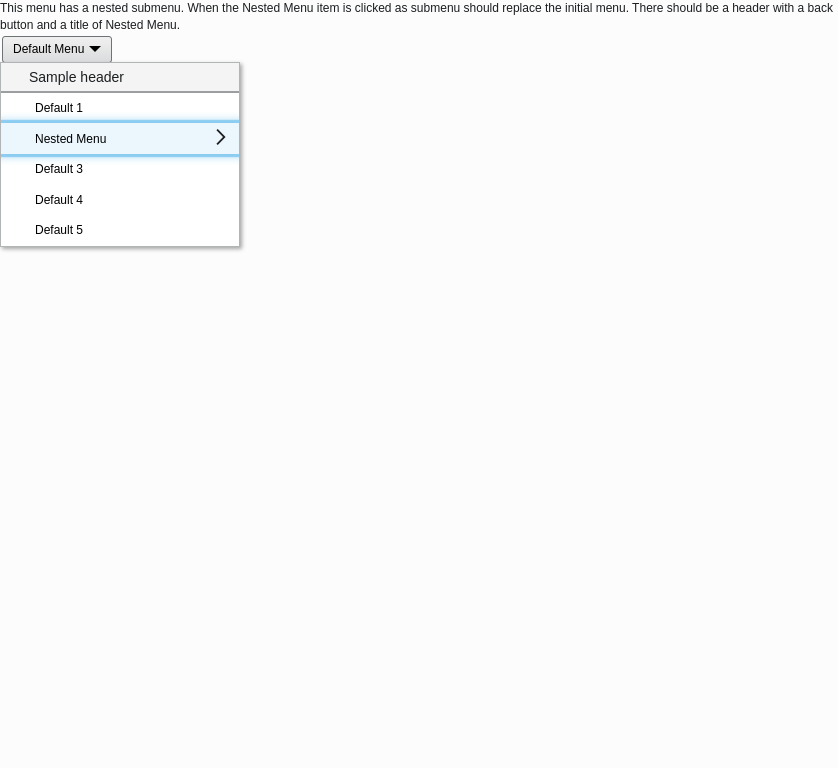 This menu has a nested submenu. When the Nested Menu item is clicked as submenu should replace the initial menu. There should be a header with a back
button and a title of Nested Menu.
Default Menu
Sample header
Default 1
Nested Menu
Default 3
Default 4
Default 5